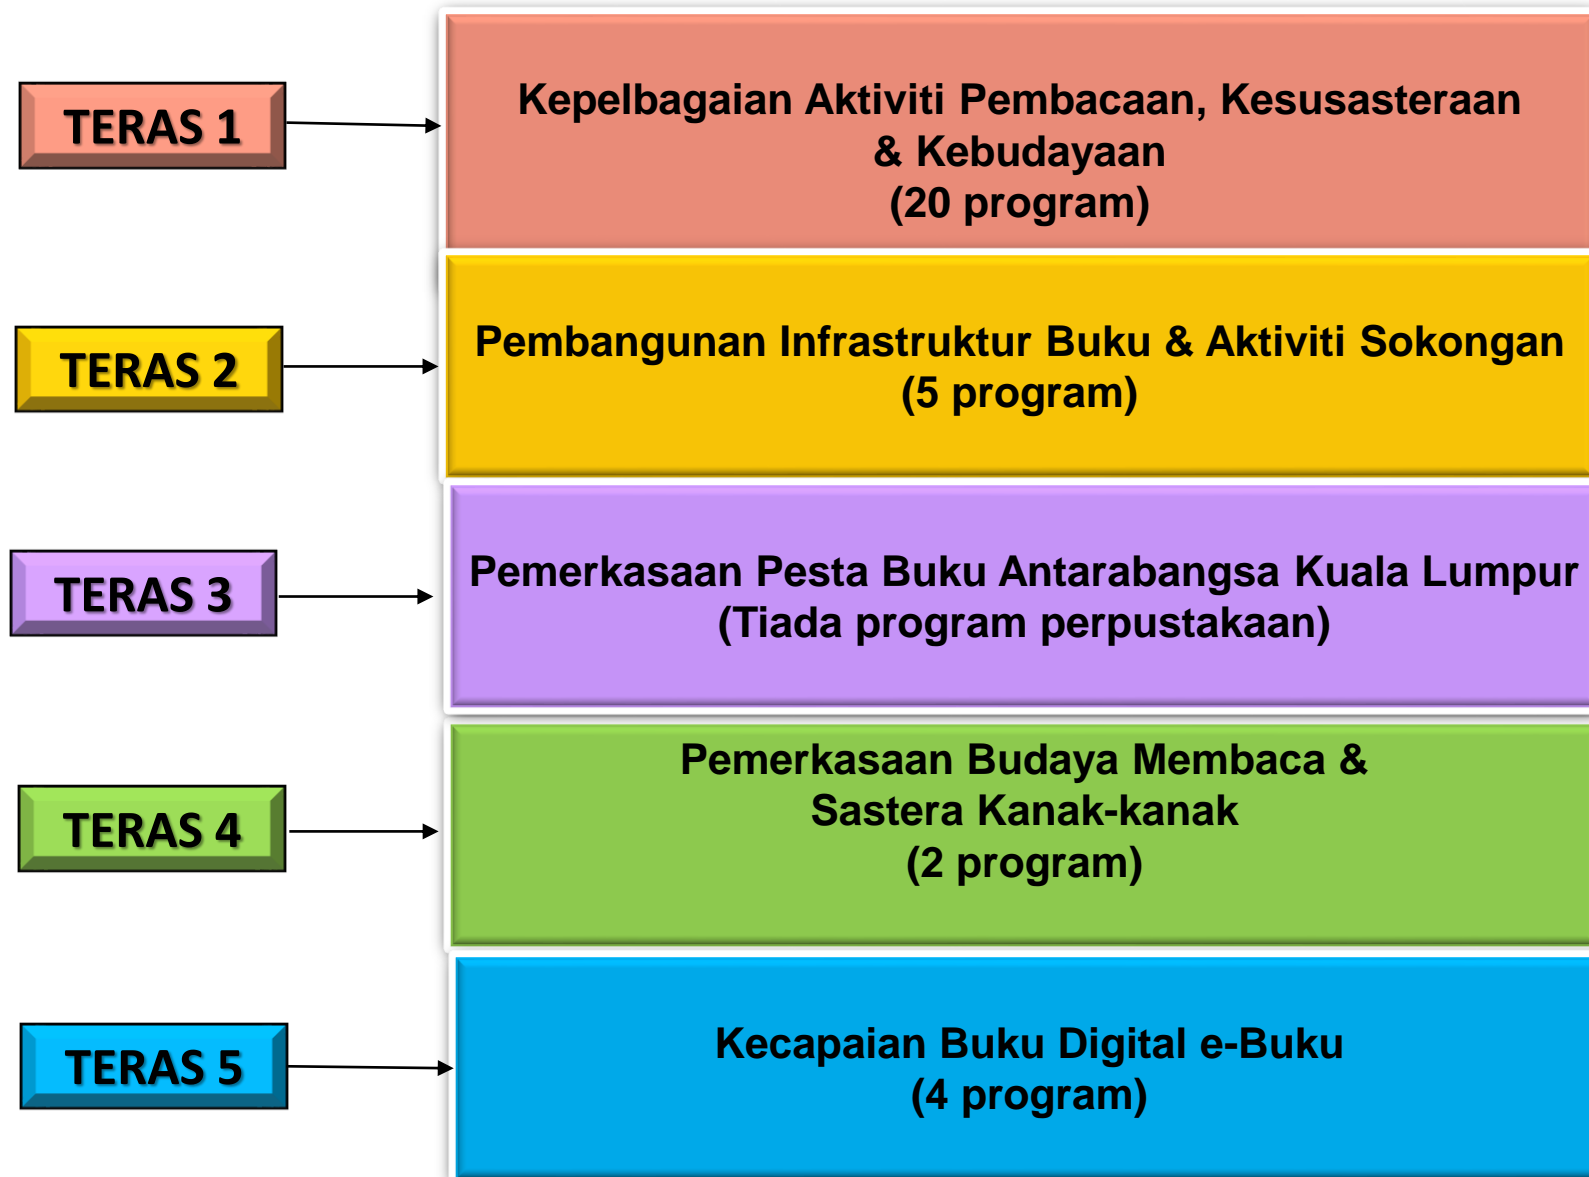 TERAS 1
Kepelbagaian Aktiviti Pembacaan, Kesusasteraan
& Kebudayaan
(20 program)
TERAS 2
Pembangunan Infrastruktur Buku & Aktiviti Sokongan
(5 program)
TERAS 3
Pemerkasaan Pesta Buku Antarabangsa Kuala Lumpur
(Tiada program perpustakaan)
TERAS 4
Pemerkasaan Budaya Membaca &
Sastera Kanak-kanak
(2 program)
TERAS 5
Kecapaian Buku Digital e-Buku
(4 program)